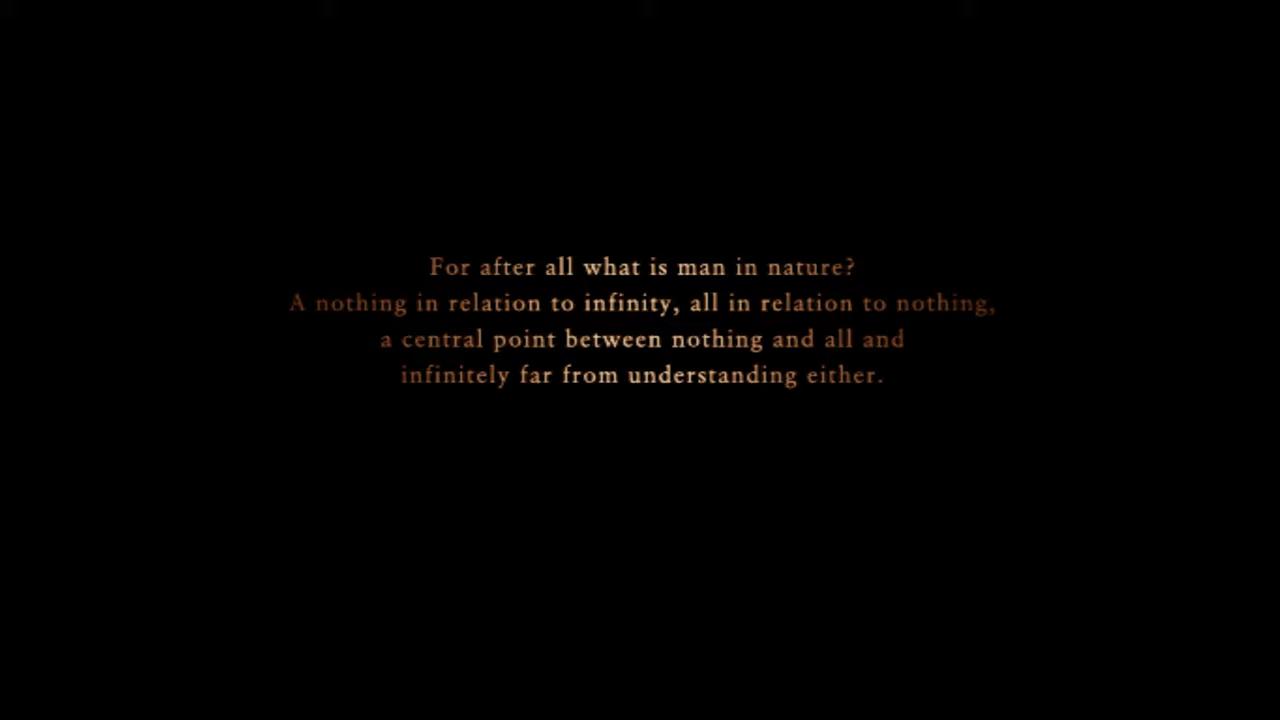 For after all what is man in nature?
A nothing in relation to infinity, all in relation to nothing,
a central point between nothing and all and
infinitely far from understanding either.